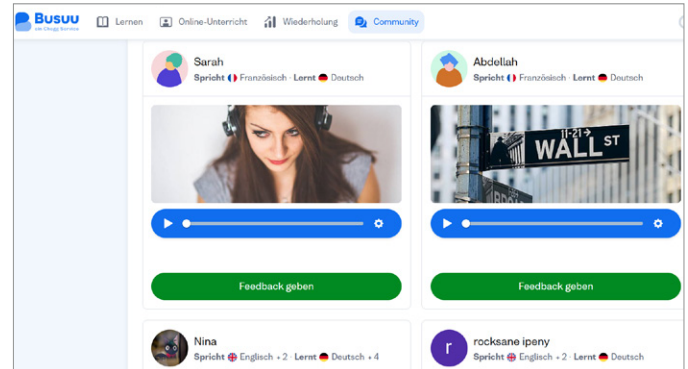 BUSUU
ein Chegg Service
Lernen
Online-Unterricht
Wiederholung
Community
Sarah
Spricht Französisch · Lernt Deutsch
Abdellah
Spricht Französisch · Lernt Deutsch
11-21→
WALL ST
Feedback geben
Feedback geben
Nina
Spricht Englisch + 2 · Lernt Deutsch + 4
r
rocksane ipeny
Spricht Englisch + 2 · Lernt Deutsch